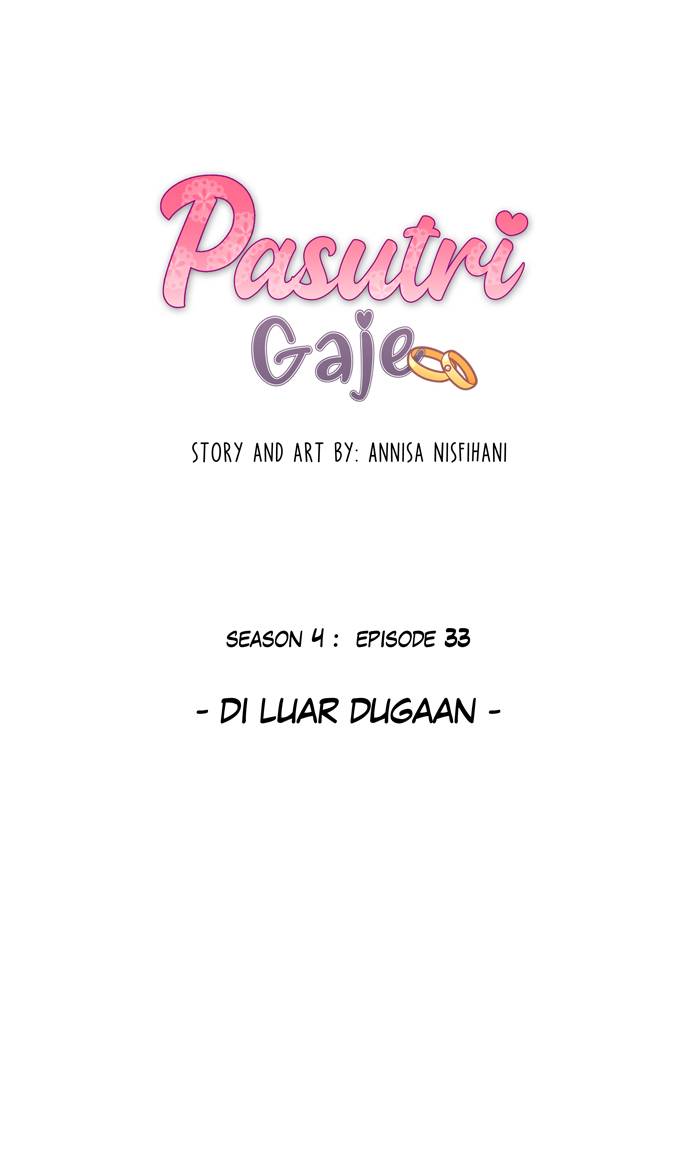 Pasutri
Gaje
STORY AND ART BY: ANNISA NISFIHANI
SEASON 4 : EPISODE 33
- DI LUAR DUGAAN -